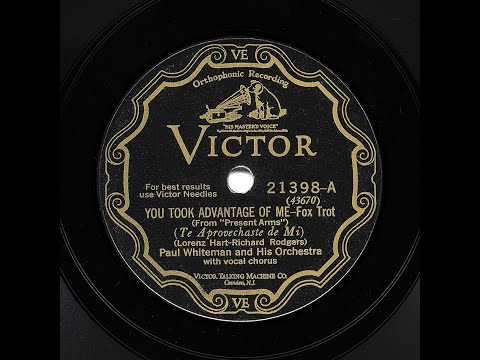 VE
Orthophonic Recording
"HIS MASTER'S VOICE"
VICTOR
For best results
use Victor Needles
21398-A
(43670)
YOU TOOK ADVANTAGE OF ME-Fox Trot
(From "Present Arms")
(Te Aprovechaste de Mi)
(Lorenz Hart-Richard Rodgers)
Paul Whiteman and His Orchestra
with vocal chorus
VICTOR TALKING MACHINE CO.
Camden, N.J.
VE